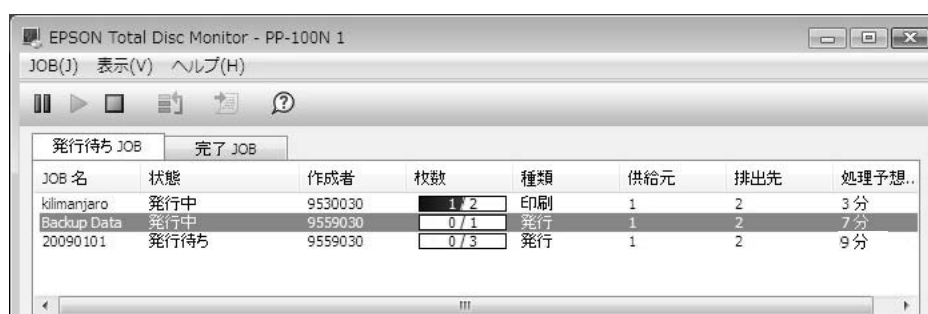 EPSON Total Disc Monitor - PP-100N 1
JOB(J) 表示(V) ヘルプ(H)
発行待ち JOB 完了 JOB
JOB 名 状態 作成者 枚数 種類 供給元 排出先 処理予想..
kilimanjaro 発行中 9530030 1 / 2 印刷 1 2 3 分
Backup Data 発行中 9559030 0 / 1 発行 1 2 7 分
20090101 発行待ち 9559030 0 / 3 発行 1 2 9 分